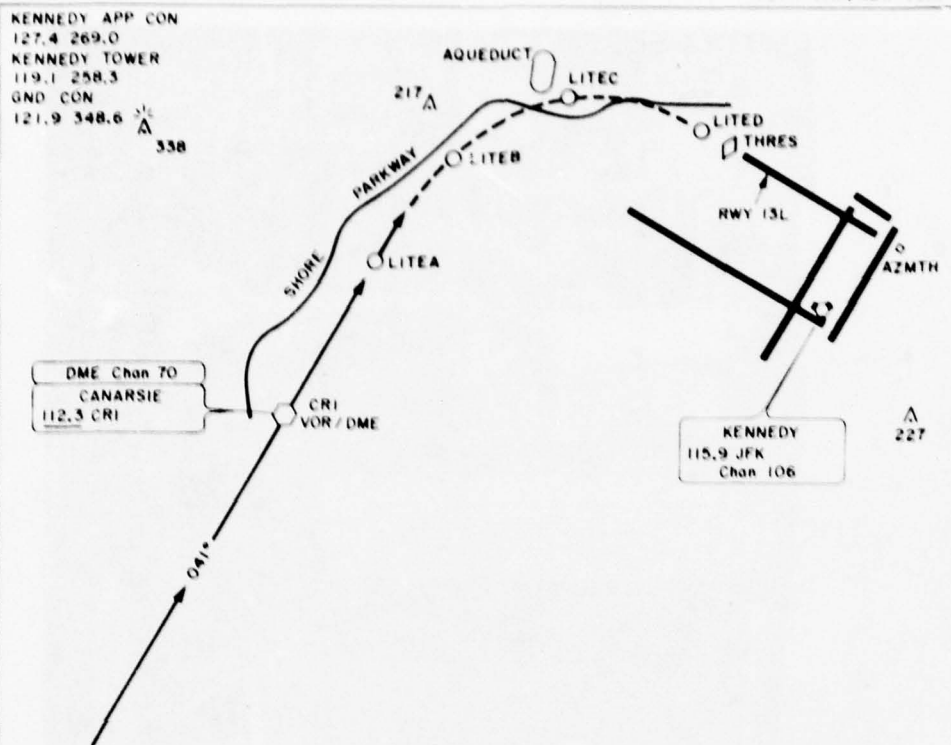 KENNEDY APP CON
127.4 269.0
KENNEDY TOWER
119.1 258.3
GND CON
121.9 348.6
338
AQUEDUCT
217
LITEC
LITED
THRES
LITEB
SHORE PARKWAY
RWY 13L
LITEA
AZMTH
DME Chan 70
CANARSIE
112.3 CRI
CRI
VOR/DME
KENNEDY
115.9 JFK
Chan 106
227
041°